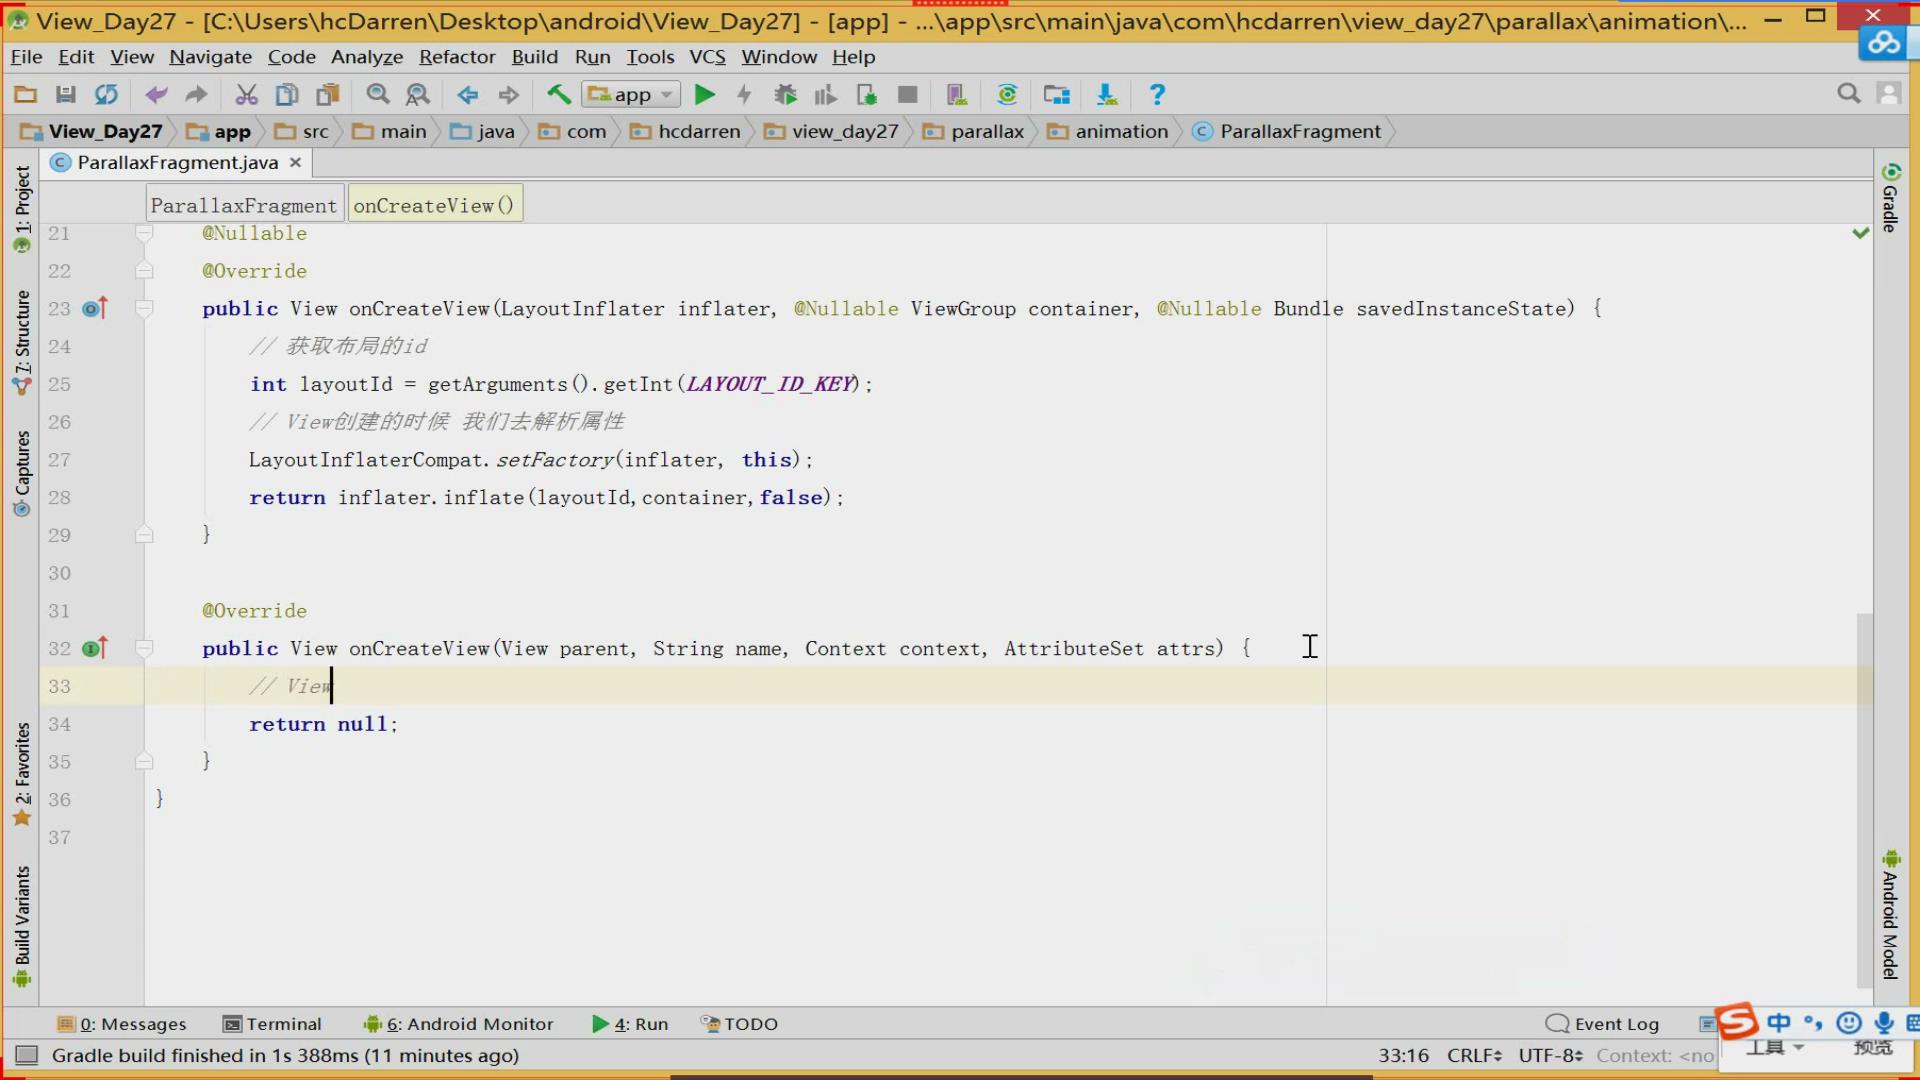 View_Day27 - [C:\Users\hcDarren\Desktop\android\View_Day27] - [app] - ...\app\src\main\java\com\hcdarren\view_day27\parallax\animation\...
File Edit View Navigate Code Analyze Refactor Build Run Tools VCS Window Help
app
View_Day27 app src main java com hcdarren view_day27 parallax animation ParallaxFragment
ParallaxFragment.java
ParallaxFragment onCreateView()
21 @Nullable
22 @Override
23 public View onCreateView(LayoutInflater inflater, @Nullable ViewGroup container, @Nullable Bundle savedInstanceState) {
24 // 获取布局的id
25 int layoutId = getArguments().getInt(LAYOUT_ID_KEY);
26 // View创建的时候 我们去解析属性
27 LayoutInflaterCompat.setFactory(inflater, this);
28 return inflater.inflate(layoutId,container,false);
29 }
30
31 @Override
32 public View onCreateView(View parent, String name, Context context, AttributeSet attrs) {
33 // View
34 return null;
35 }
36 }
37
1: Project
7: Structure
Captures
2: Favorites
Build Variants
Gradle
Android Model
0: Messages Terminal 6: Android Monitor 4: Run TODO Event Log
中
Gradle build finished in 1s 388ms (11 minutes ago) 33:16 CRLF UTF-8 Context: <no
工具 预览